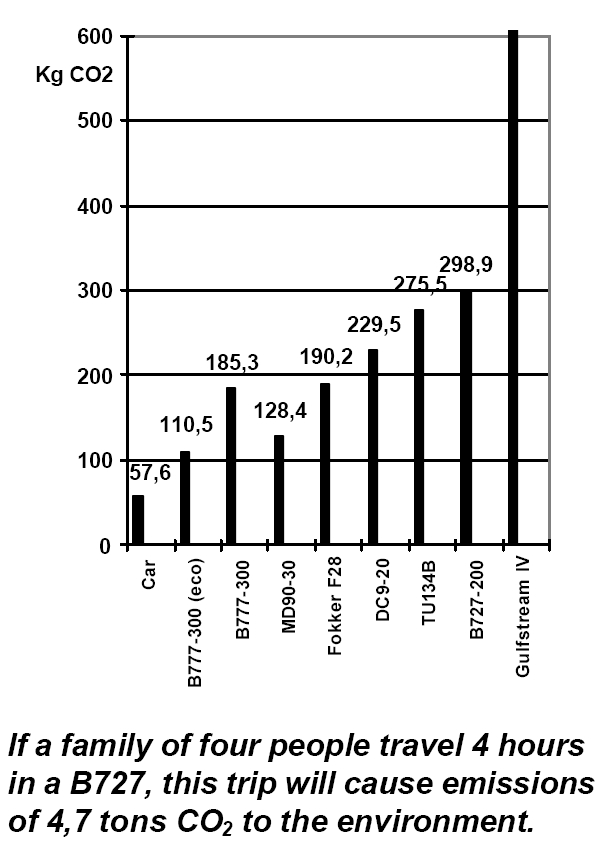 600
Kg CO2
500
400
300
200
100
0
57,6
110,5
185,3
128,4
190,2
229,5
275,5
298,9
Car
B777-300 (eco)
B777-300
MD90-30
Fokker F28
DC9-20
TU134B
B727-200
Gulfstream IV
If a family of four people travel 4 hours
in a B727, this trip will cause emissions
of 4,7 tons CO₂ to the environment.